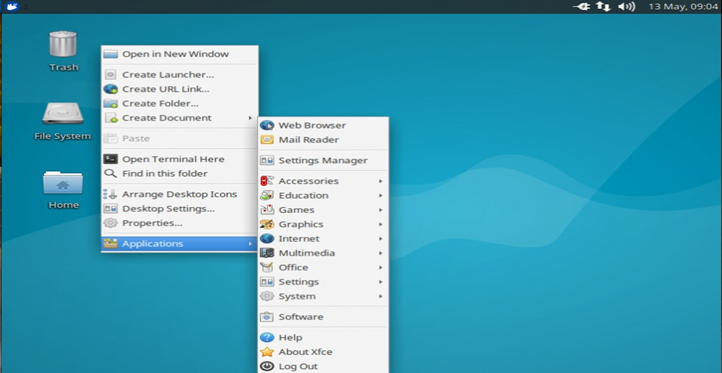 13 May, 09:04
Trash
File System
Home
Open in New Window
Create Launcher...
Create URL Link...
Create Folder...
Create Document
Paste
Open Terminal Here
Find in this folder
Arrange Desktop Icons
Desktop Settings...
Properties...
Applications
Web Browser
Mail Reader
Settings Manager
Accessories
Education
Games
Graphics
Internet
Multimedia
Office
Settings
System
Software
Help
About Xfce
Log Out